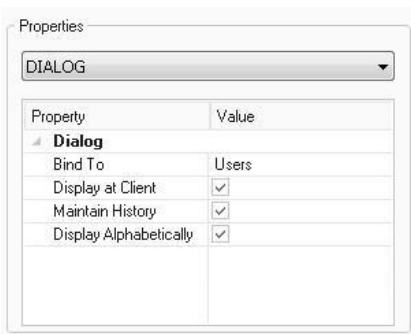 Properties
DIALOG
Property Value
Dialog
Bind To Users
Display at Client
Maintain History
Display Alphabetically